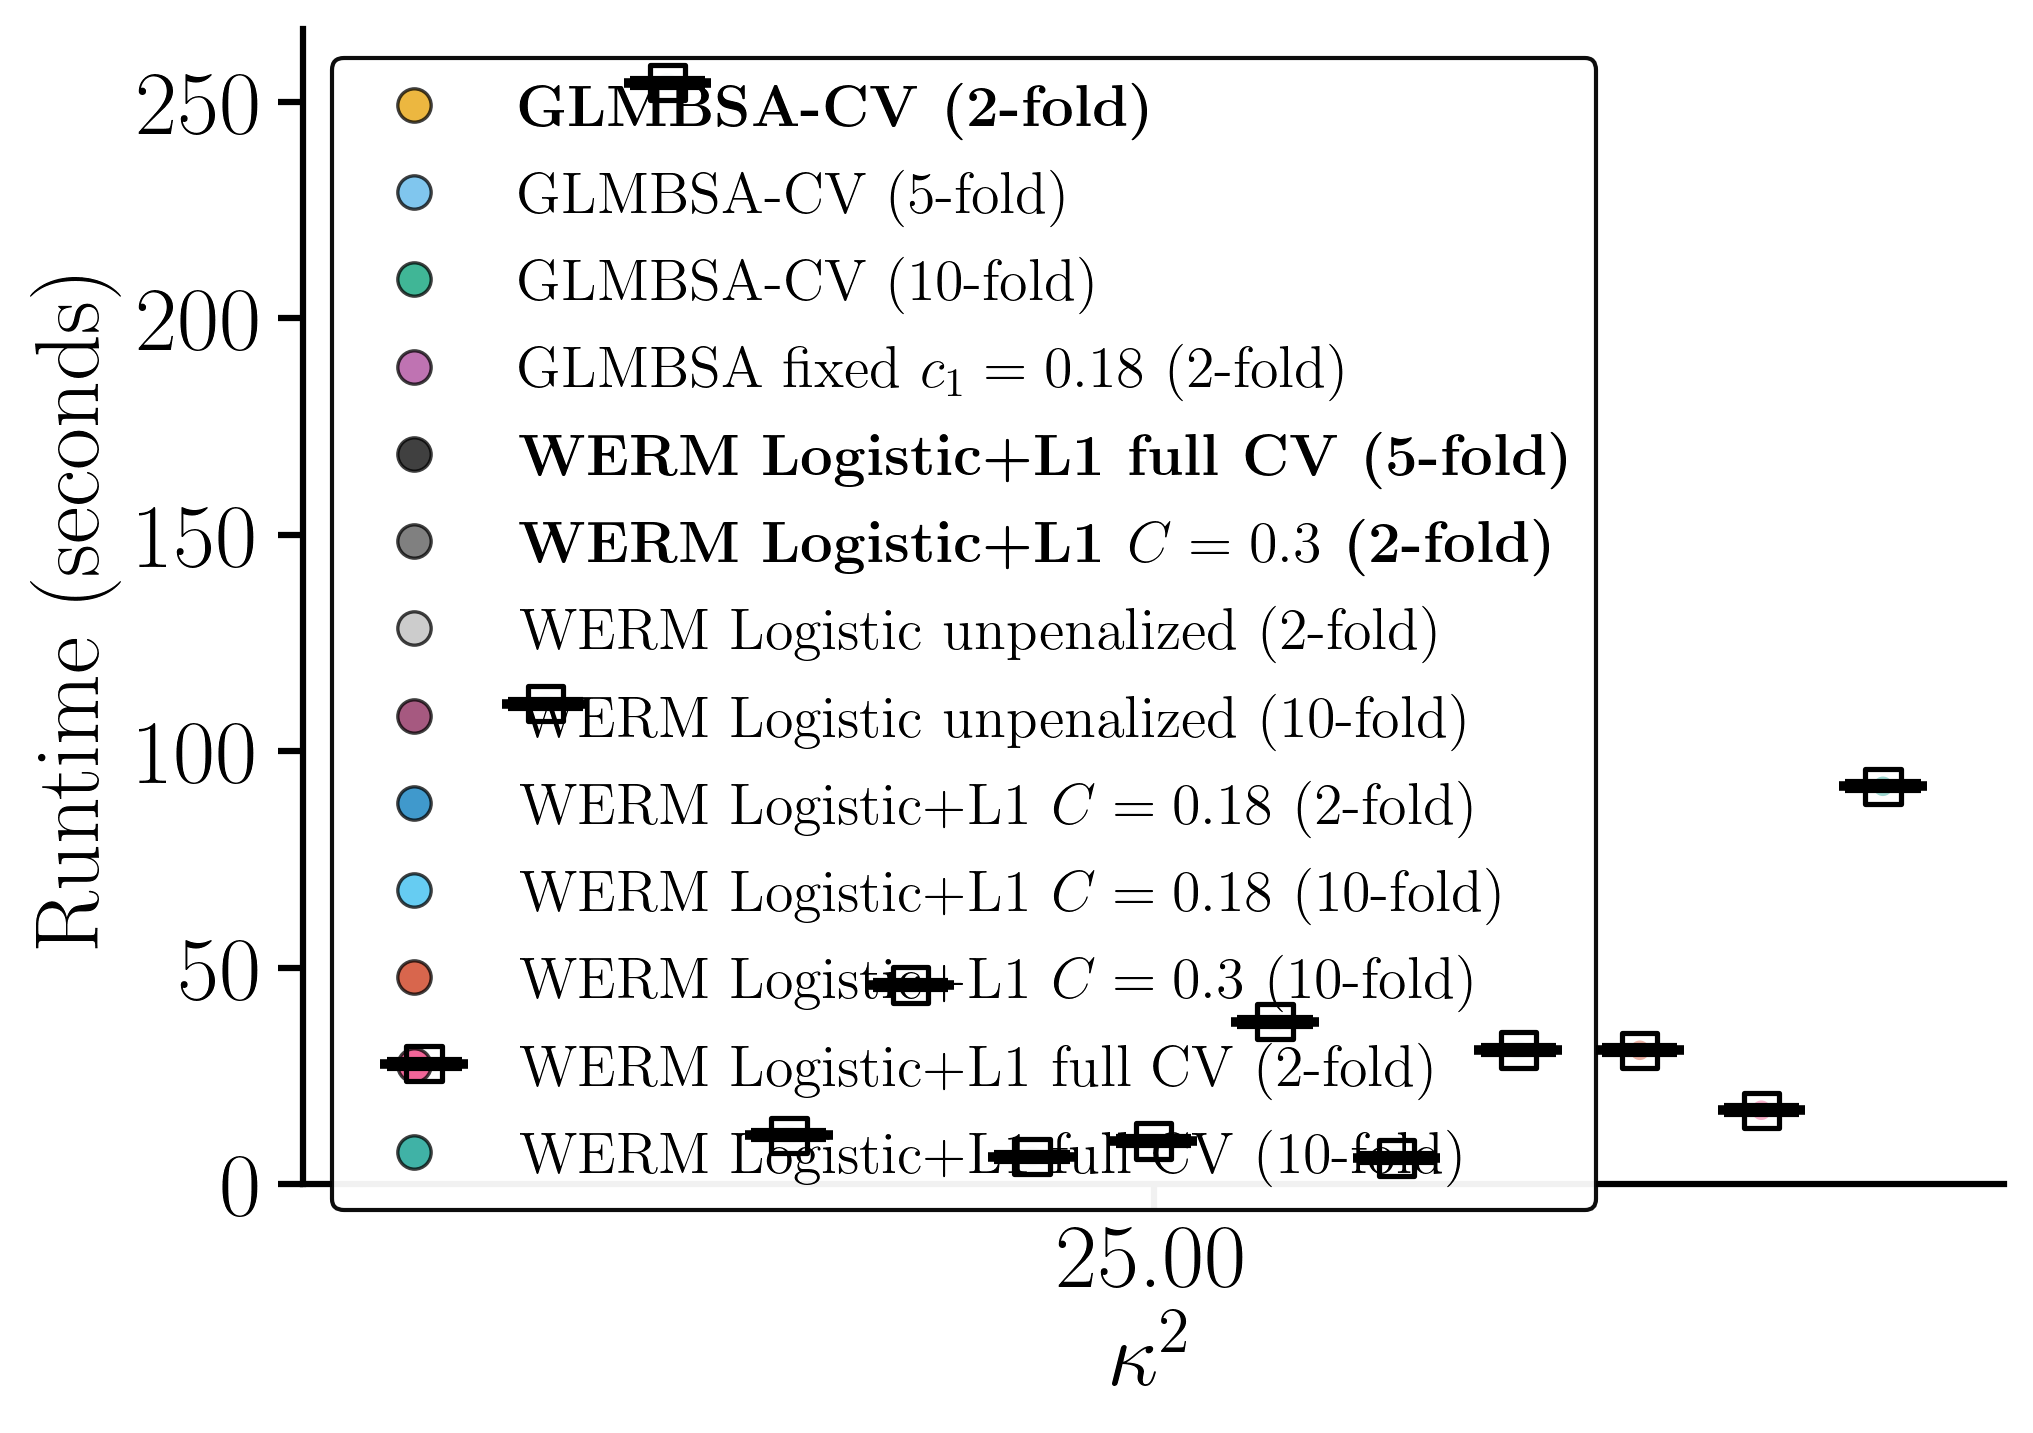 250
200
150
100
50
0
Runtime (seconds)
GLMBSA-CV (2-fold)
GLMBSA-CV (5-fold)
GLMBSA-CV (10-fold)
GLMBSA fixed c₁ = 0.18 (2-fold)
WERM Logistic+L1 full CV (5-fold)
WERM Logistic+L1 C = 0.3 (2-fold)
WERM Logistic unpenalized (2-fold)
WERM Logistic unpenalized (10-fold)
WERM Logistic+L1 C = 0.18 (2-fold)
WERM Logistic+L1 C = 0.18 (10-fold)
WERM Logistic+L1 C = 0.3 (10-fold)
WERM Logistic+L1 full CV (2-fold)
WERM Logistic+L1 full CV (10-fold)
25.00
κ²